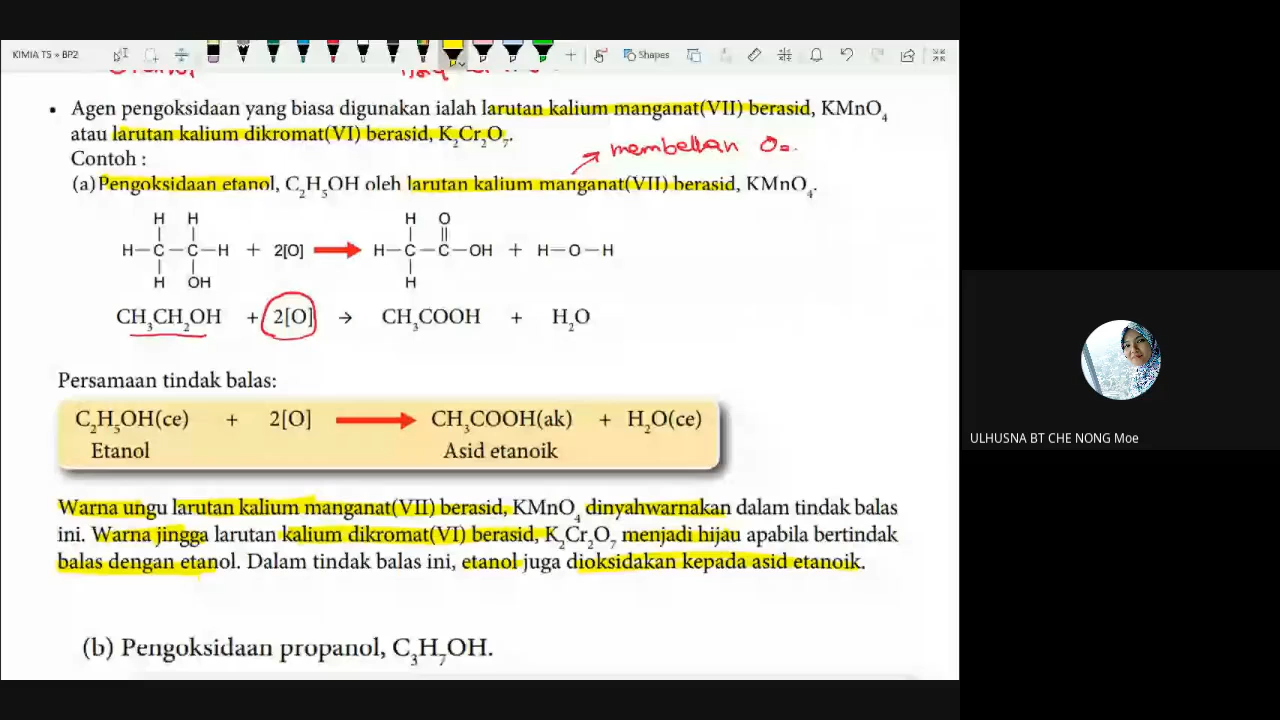 KIMIA T5 » BP2
Shapes
• Agen pengoksidaan yang biasa digunakan ialah larutan kalium manganat(VII) berasid, KMnO₄
atau larutan kalium dikromat(VI) berasid, K₂Cr₂O₇.
membekan O₂.
Contoh :
(a) Pengoksidaan etanol, C₂H₅OH oleh larutan kalium manganat(VII) berasid, KMnO₄.
H H H O
H–C–C–H + 2[O] → H–C–C–OH + H–O–H
H OH H
CH₃CH₂OH + 2[O] → CH₃COOH + H₂O
Persamaan tindak balas:
C₂H₅OH(ce) + 2[O] → CH₃COOH(ak) + H₂O(ce)
Etanol Asid etanoik
Warna ungu larutan kalium manganat(VII) berasid, KMnO₄ dinyahwarnakan dalam tindak balas
ini. Warna jingga larutan kalium dikromat(VI) berasid, K₂Cr₂O₇ menjadi hijau apabila bertindak
balas dengan etanol. Dalam tindak balas ini, etanol juga dioksidakan kepada asid etanoik.
(b) Pengoksidaan propanol, C₃H₇OH.
ULHUSNA BT CHE NONG Moe